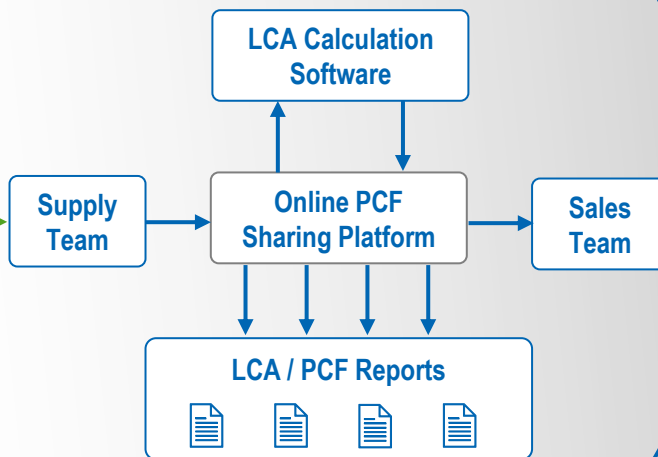 LCA Calculation
Software
Supply
Team
Online PCF
Sharing Platform
Sales
Team
LCA / PCF Reports